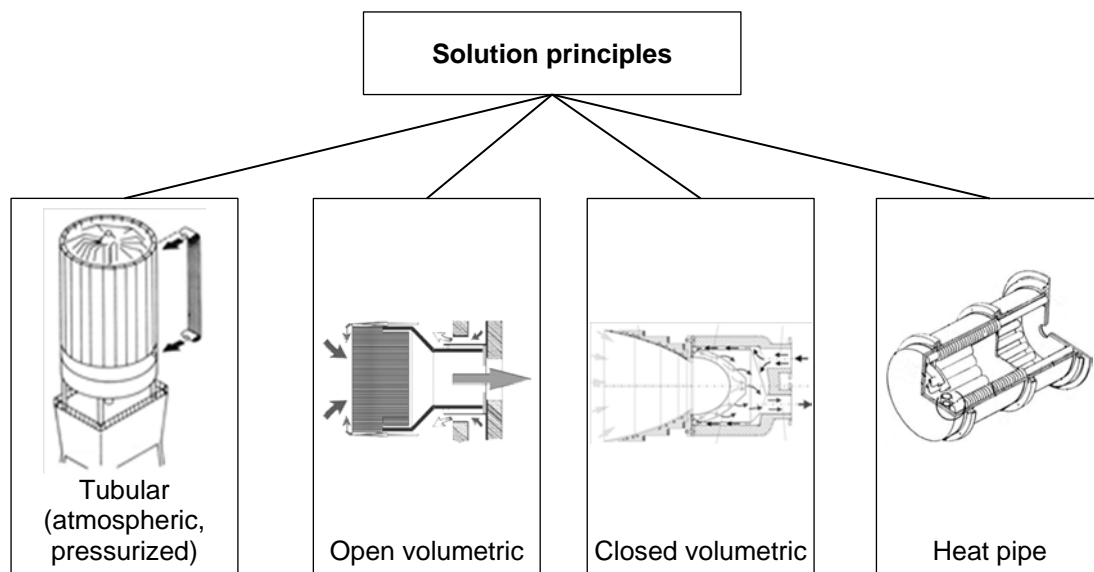 Solution principles
Tubular
(atmospheric,
pressurized)
Open volumetric
Closed volumetric
Heat pipe